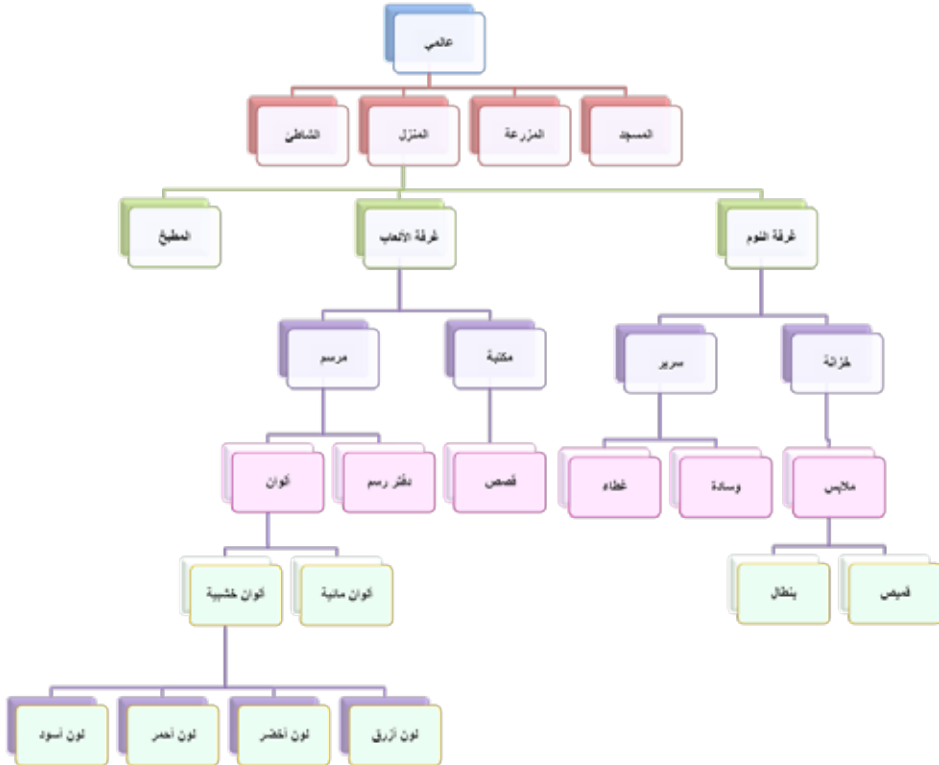 عالمي
المسجد
المزرعة
المنزل
الشاطئ
غرفة النوم
غرفة الألعاب
المطبخ
خزانة
سرير
مكتبة
مرسم
ملابس
وسادة
غطاء
قصص
دفتر رسم
ألوان
قميص
بنطال
ألوان مائية
ألوان خشبية
لون أزرق
لون أخضر
لون أحمر
لون أسود